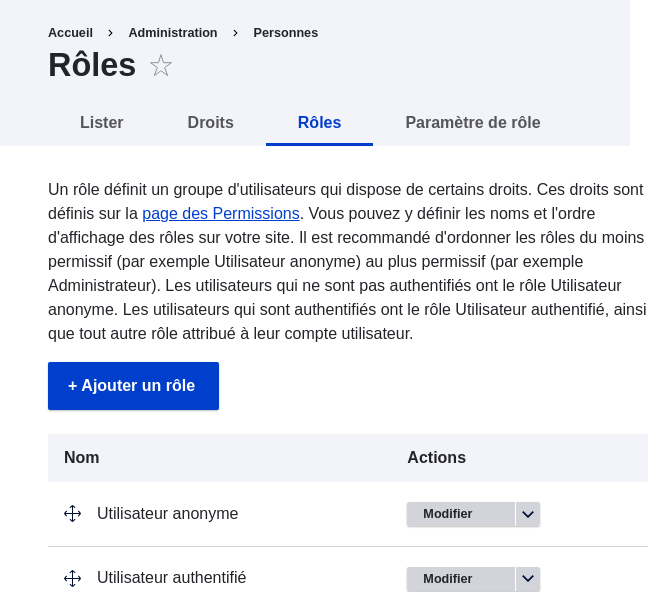 Accueil > Administration > Personnes
Rôles
Lister Droits Rôles Paramètre de rôle
Un rôle définit un groupe d'utilisateurs qui dispose de certains droits. Ces droits sont
définis sur la page des Permissions. Vous pouvez y définir les noms et l'ordre
d'affichage des rôles sur votre site. Il est recommandé d'ordonner les rôles du moins
permissif (par exemple Utilisateur anonyme) au plus permissif (par exemple
Administrateur). Les utilisateurs qui ne sont pas authentifiés ont le rôle Utilisateur
anonyme. Les utilisateurs qui sont authentifiés ont le rôle Utilisateur authentifié, ainsi
que tout autre rôle attribué à leur compte utilisateur.
+ Ajouter un rôle
Nom Actions
Utilisateur anonyme Modifier
Utilisateur authentifié Modifier